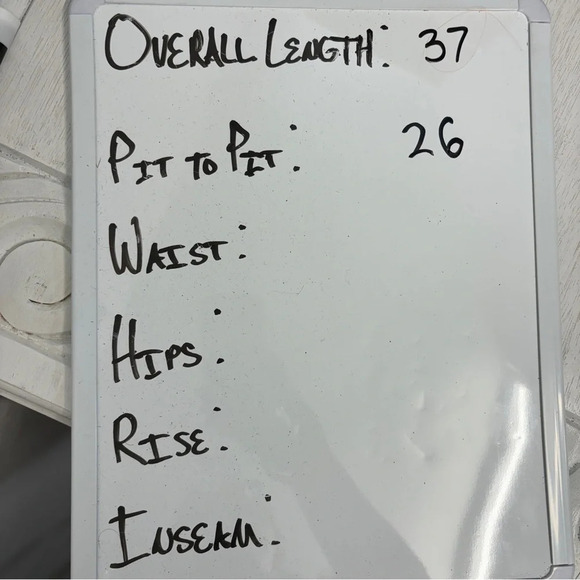 OVERALL LENGTH: 37
PIT TO PIT: 26
WAIST:
HIPS:
RISE:
INSEAM: